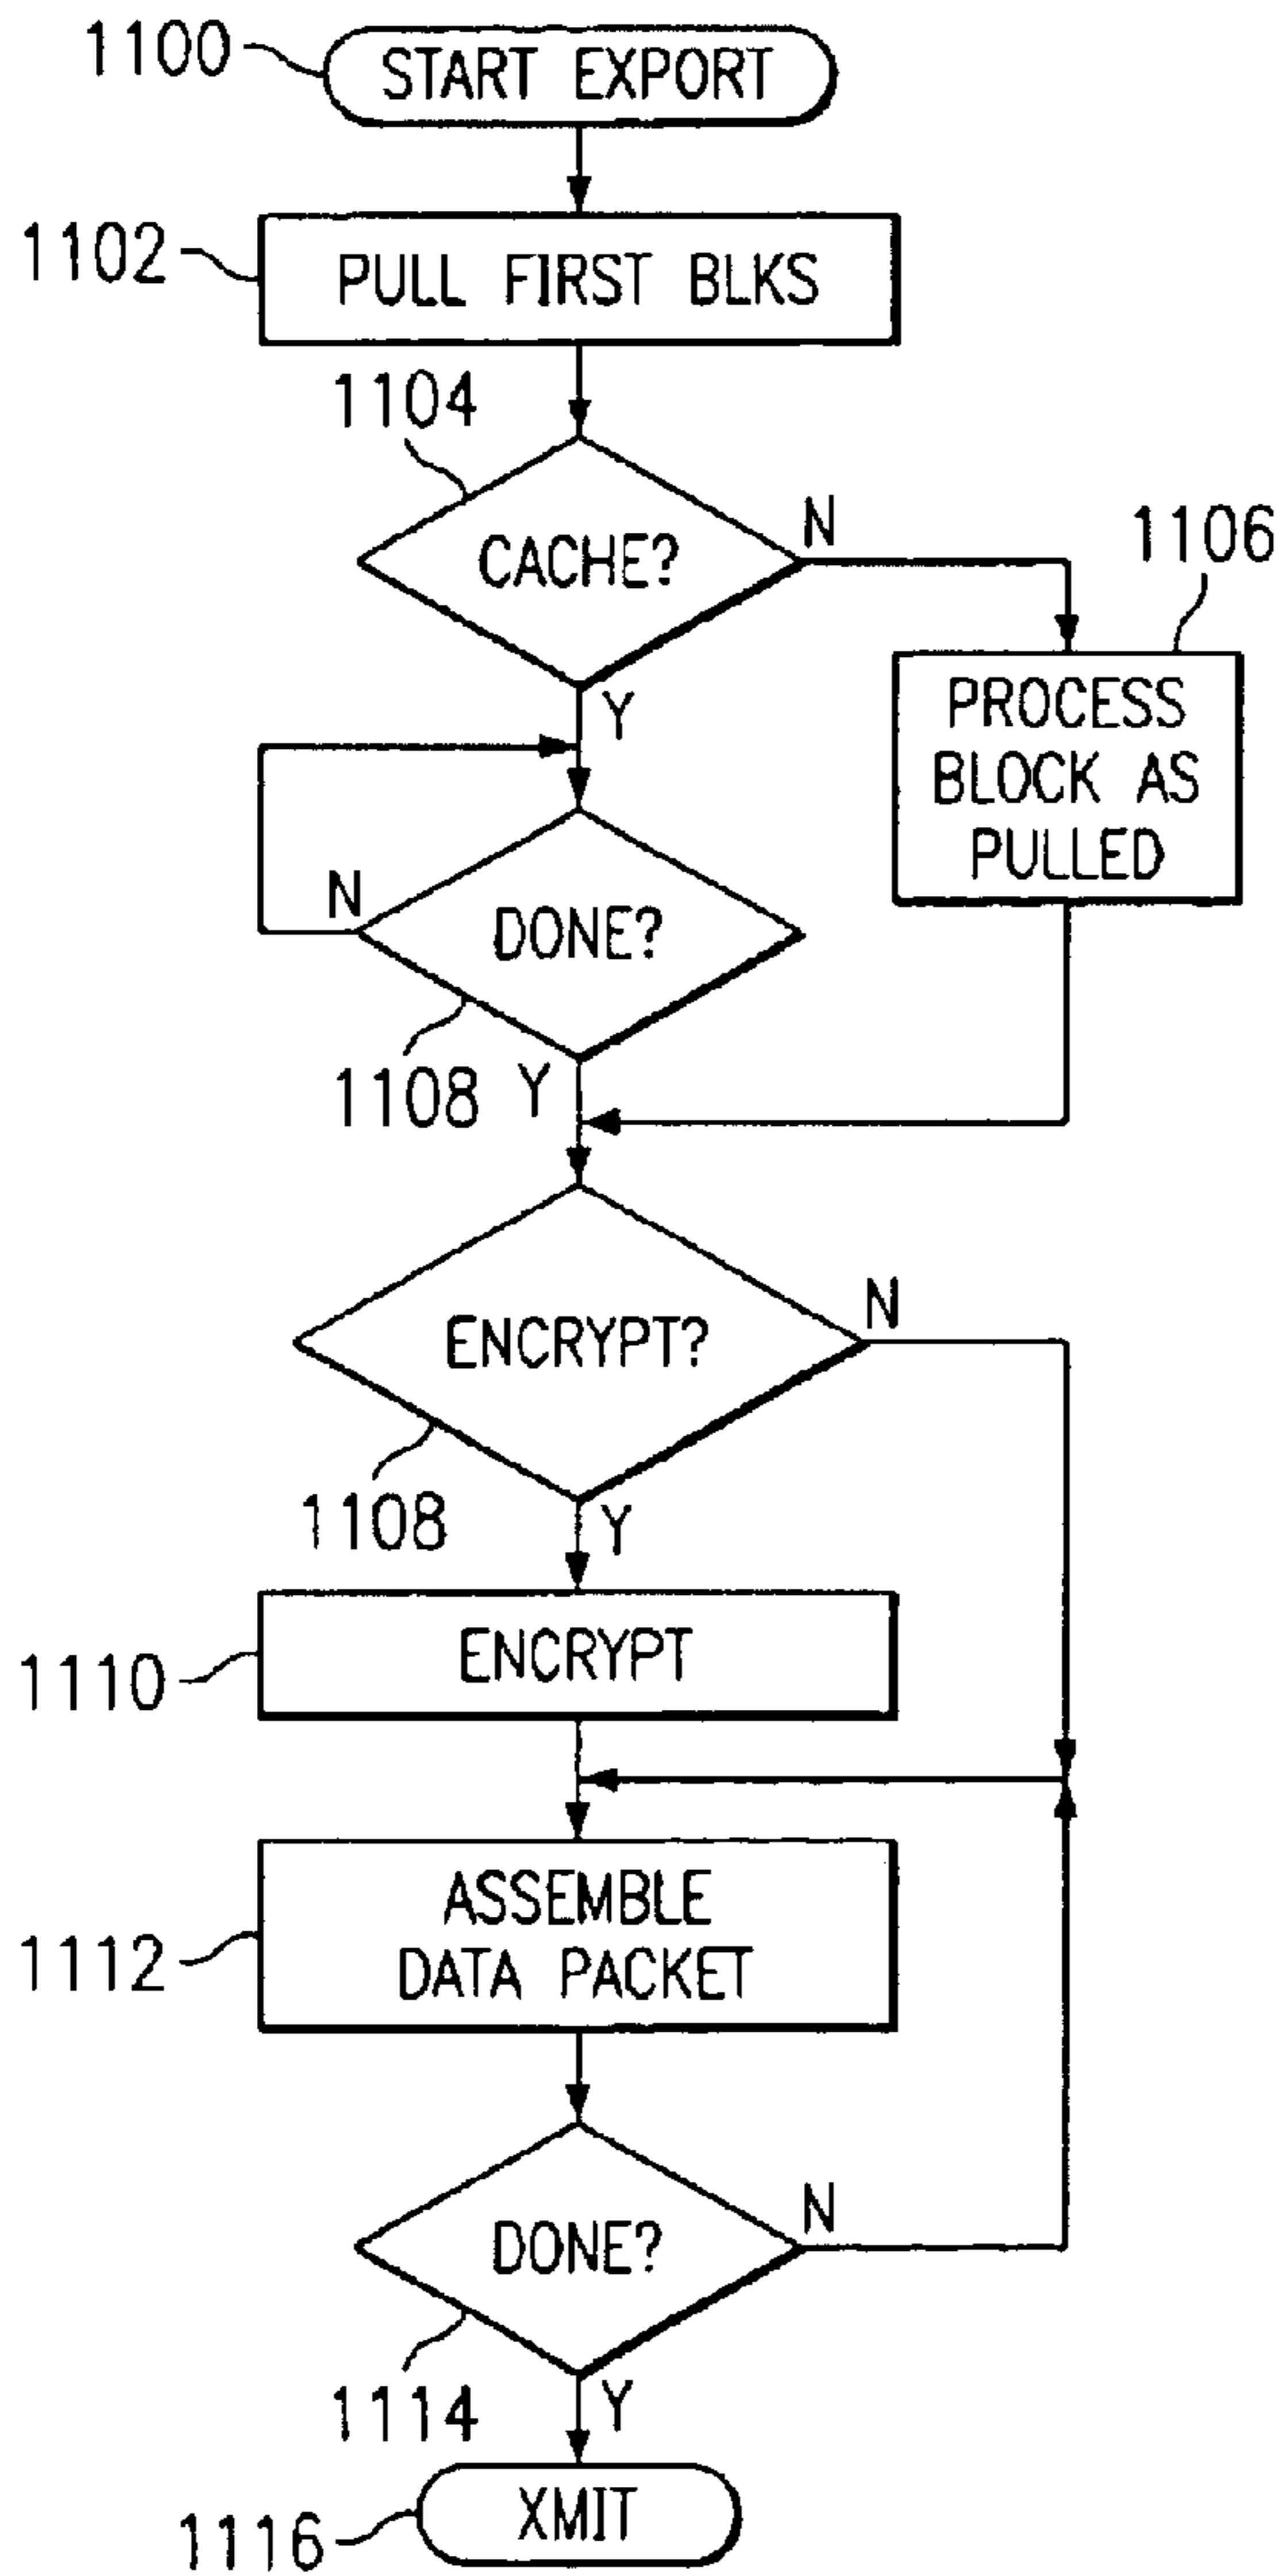 1100
START EXPORT
1102
PULL FIRST BLKS
1104
CACHE?
N
1106
Y
PROCESS
BLOCK AS
PULLED
N
DONE?
1108
Y
ENCRYPT?
N
1108
Y
1110
ENCRYPT
1112
ASSEMBLE
DATA PACKET
DONE?
N
1114
Y
1116
XMIT